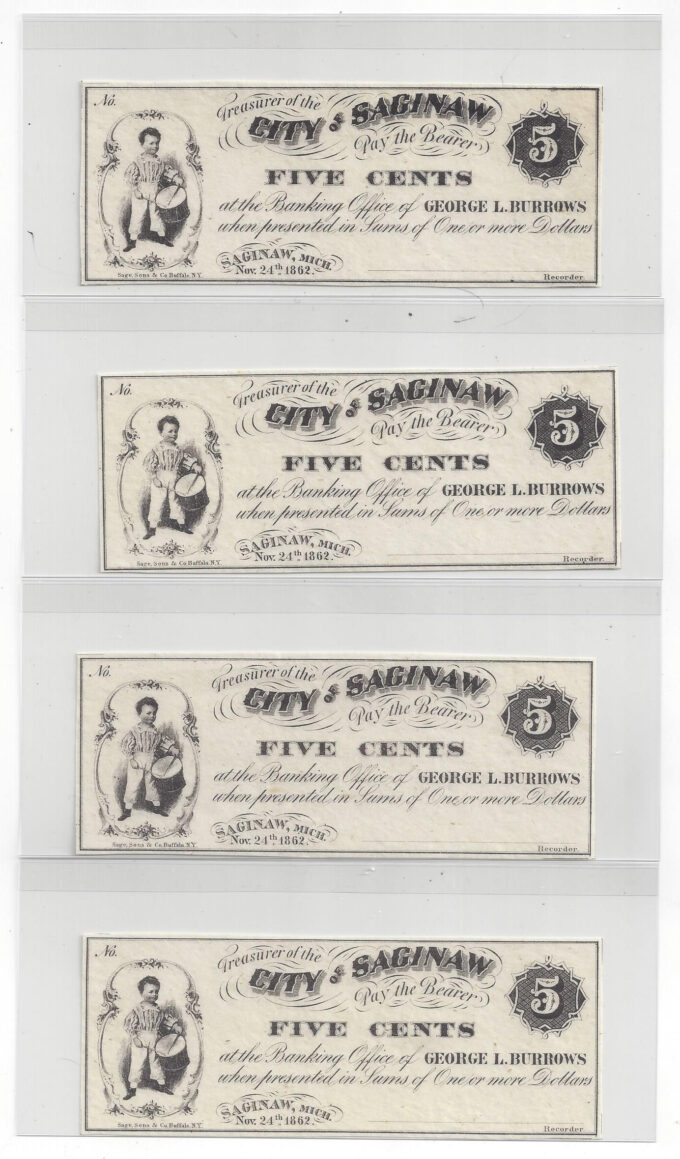 No.
Treasurer of the
CITY OF SAGINAW
Pay the Bearer
5
FIVE CENTS
at the Banking Office of GEORGE L. BURROWS
when presented in Sums of One or more Dollars
SAGINAW, MICH.
Nov. 24th 1862.
Sage, Sons & Co. Buffalo, N.Y.
Recorder.
No.
Treasurer of the
CITY OF SAGINAW
Pay the Bearer
5
FIVE CENTS
at the Banking Office of GEORGE L. BURROWS
when presented in Sums of One or more Dollars
SAGINAW, MICH.
Nov. 24th 1862.
Sage, Sons & Co. Buffalo, N.Y.
Recorder.
No.
Treasurer of the
CITY OF SAGINAW
Pay the Bearer
5
FIVE CENTS
at the Banking Office of GEORGE L. BURROWS
when presented in Sums of One or more Dollars
SAGINAW, MICH.
Nov. 24th 1862.
Sage, Sons & Co. Buffalo, N.Y.
Recorder.
No.
Treasurer of the
CITY OF SAGINAW
Pay the Bearer
5
FIVE CENTS
at the Banking Office of GEORGE L. BURROWS
when presented in Sums of One or more Dollars
SAGINAW, MICH.
Nov. 24th 1862.
Sage, Sons & Co. Buffalo, N.Y.
Recorder.